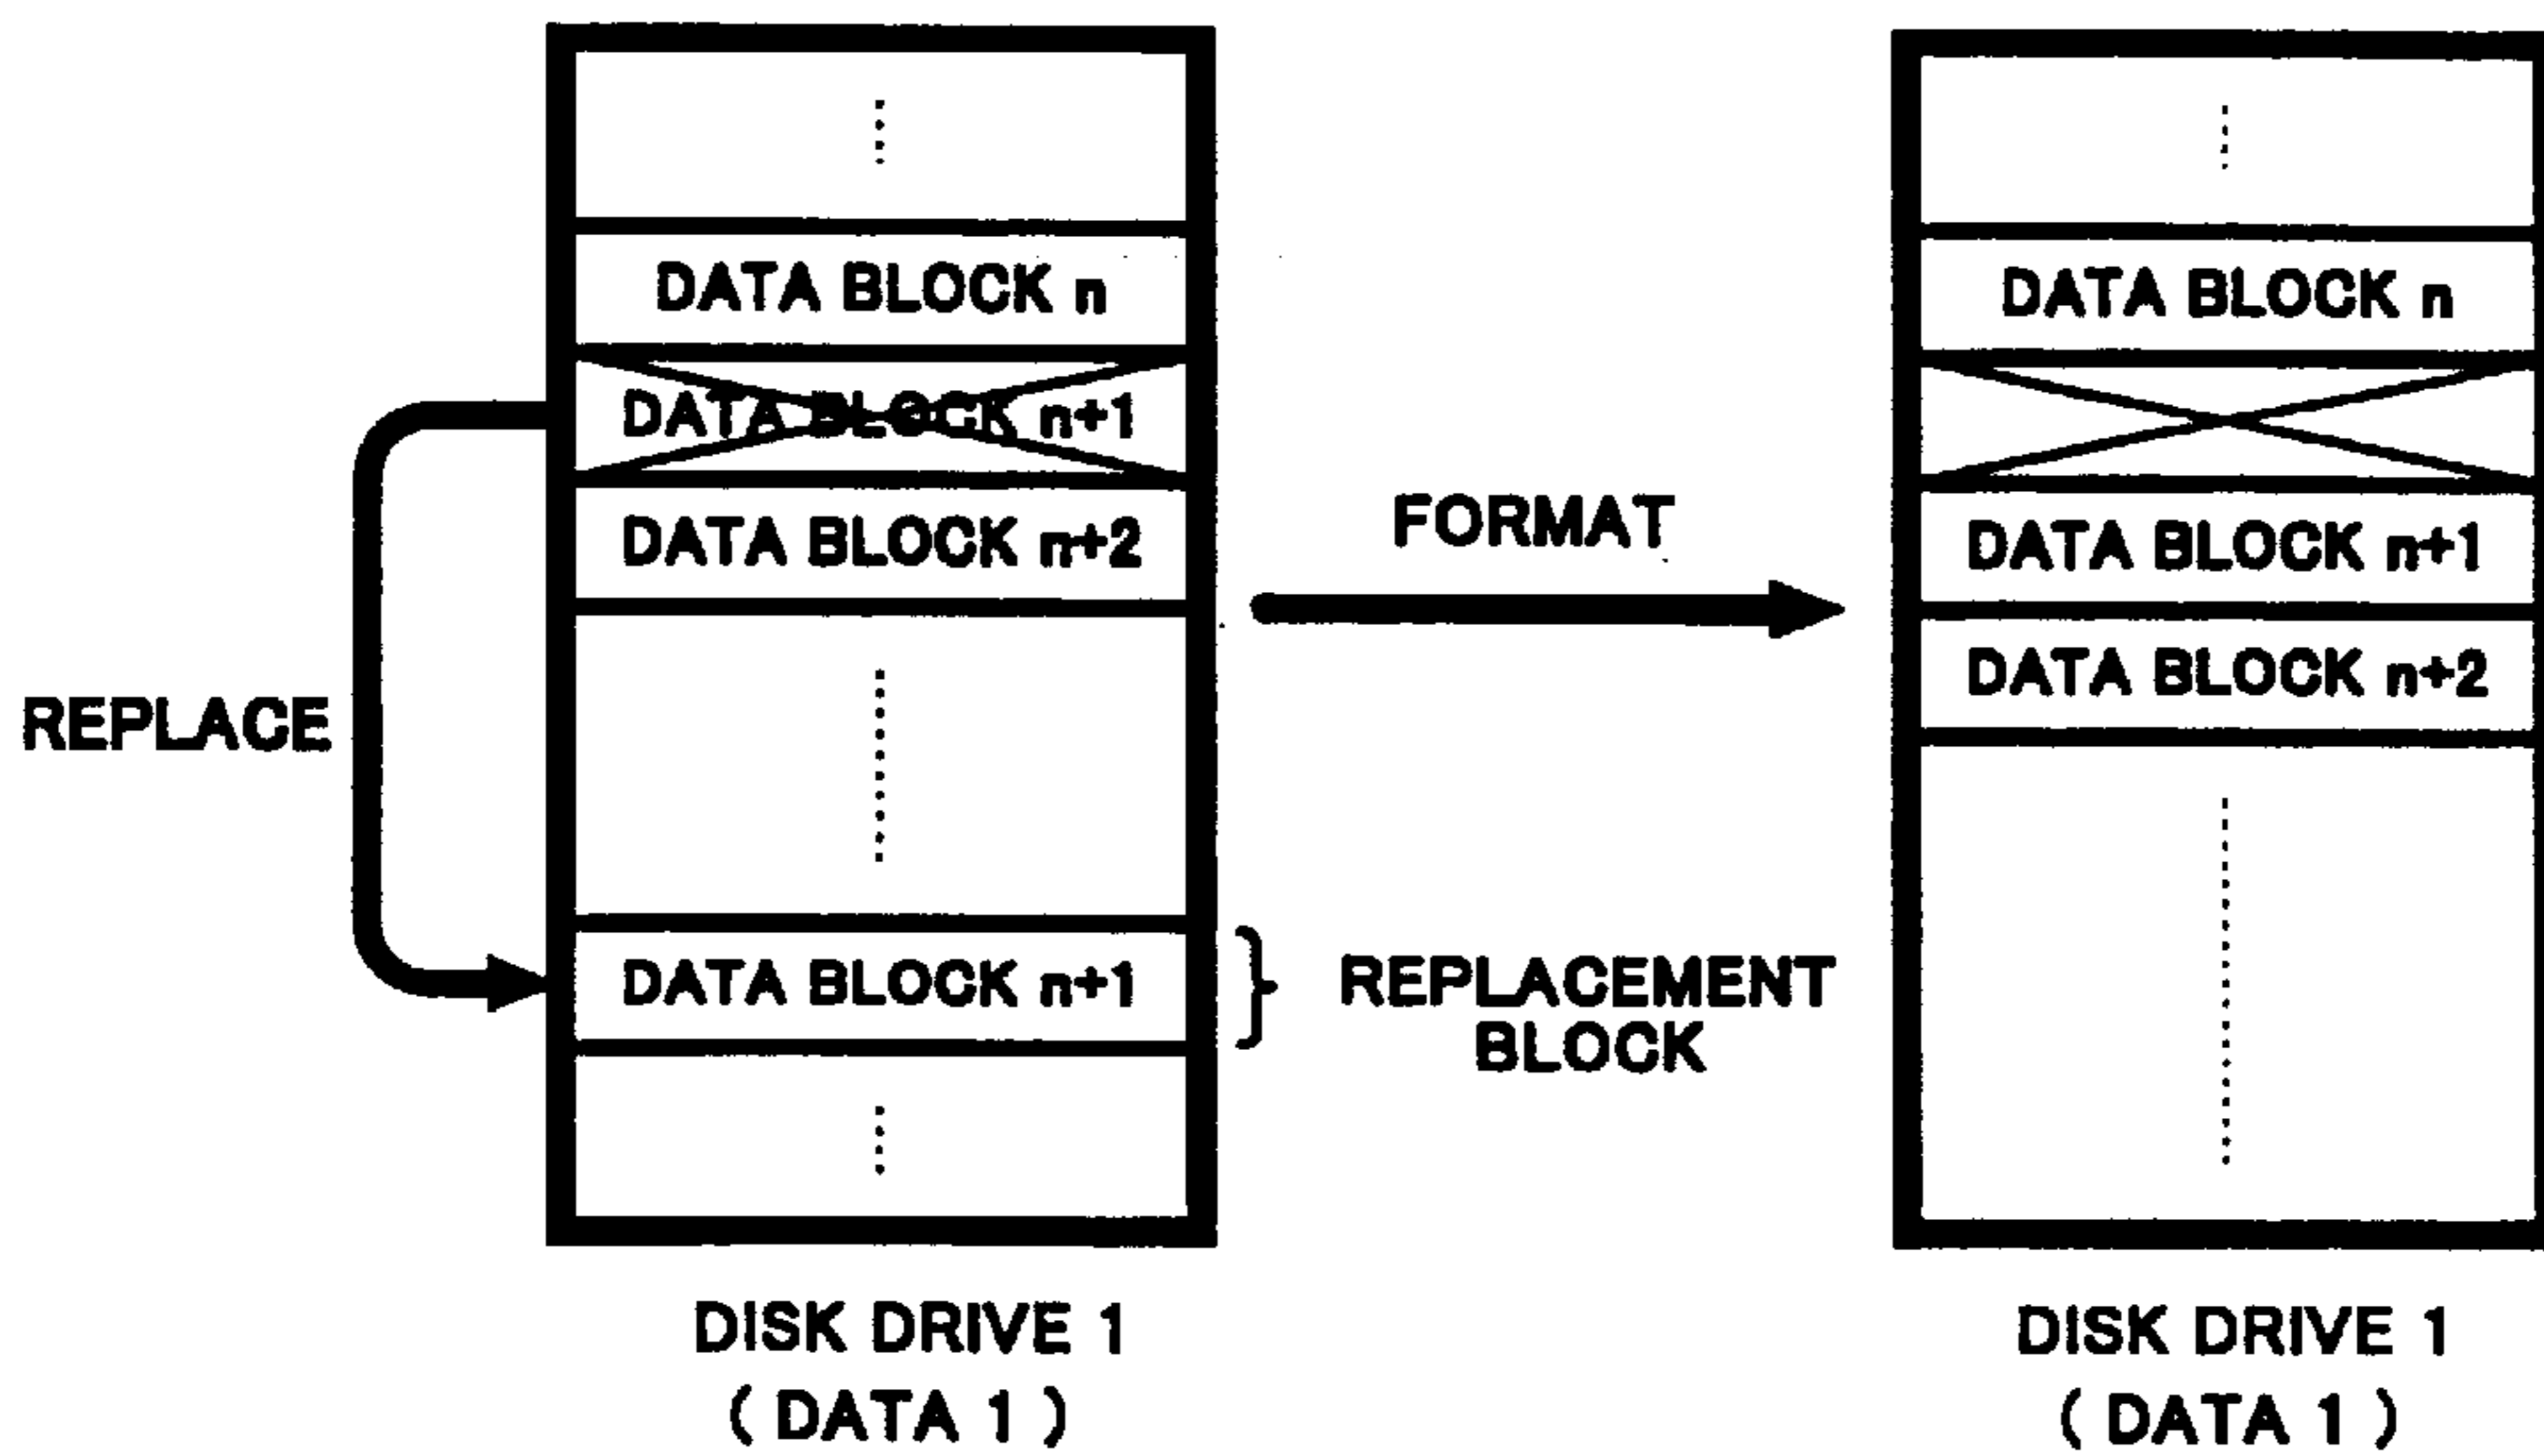 DATA BLOCK n
DATA BLOCK n+1
DATA BLOCK n+2
REPLACE
DATA BLOCK n+1
DISK DRIVE 1
( DATA 1 )
FORMAT
REPLACEMENT
BLOCK
DATA BLOCK n
DATA BLOCK n+1
DATA BLOCK n+2
DISK DRIVE 1
( DATA 1 )